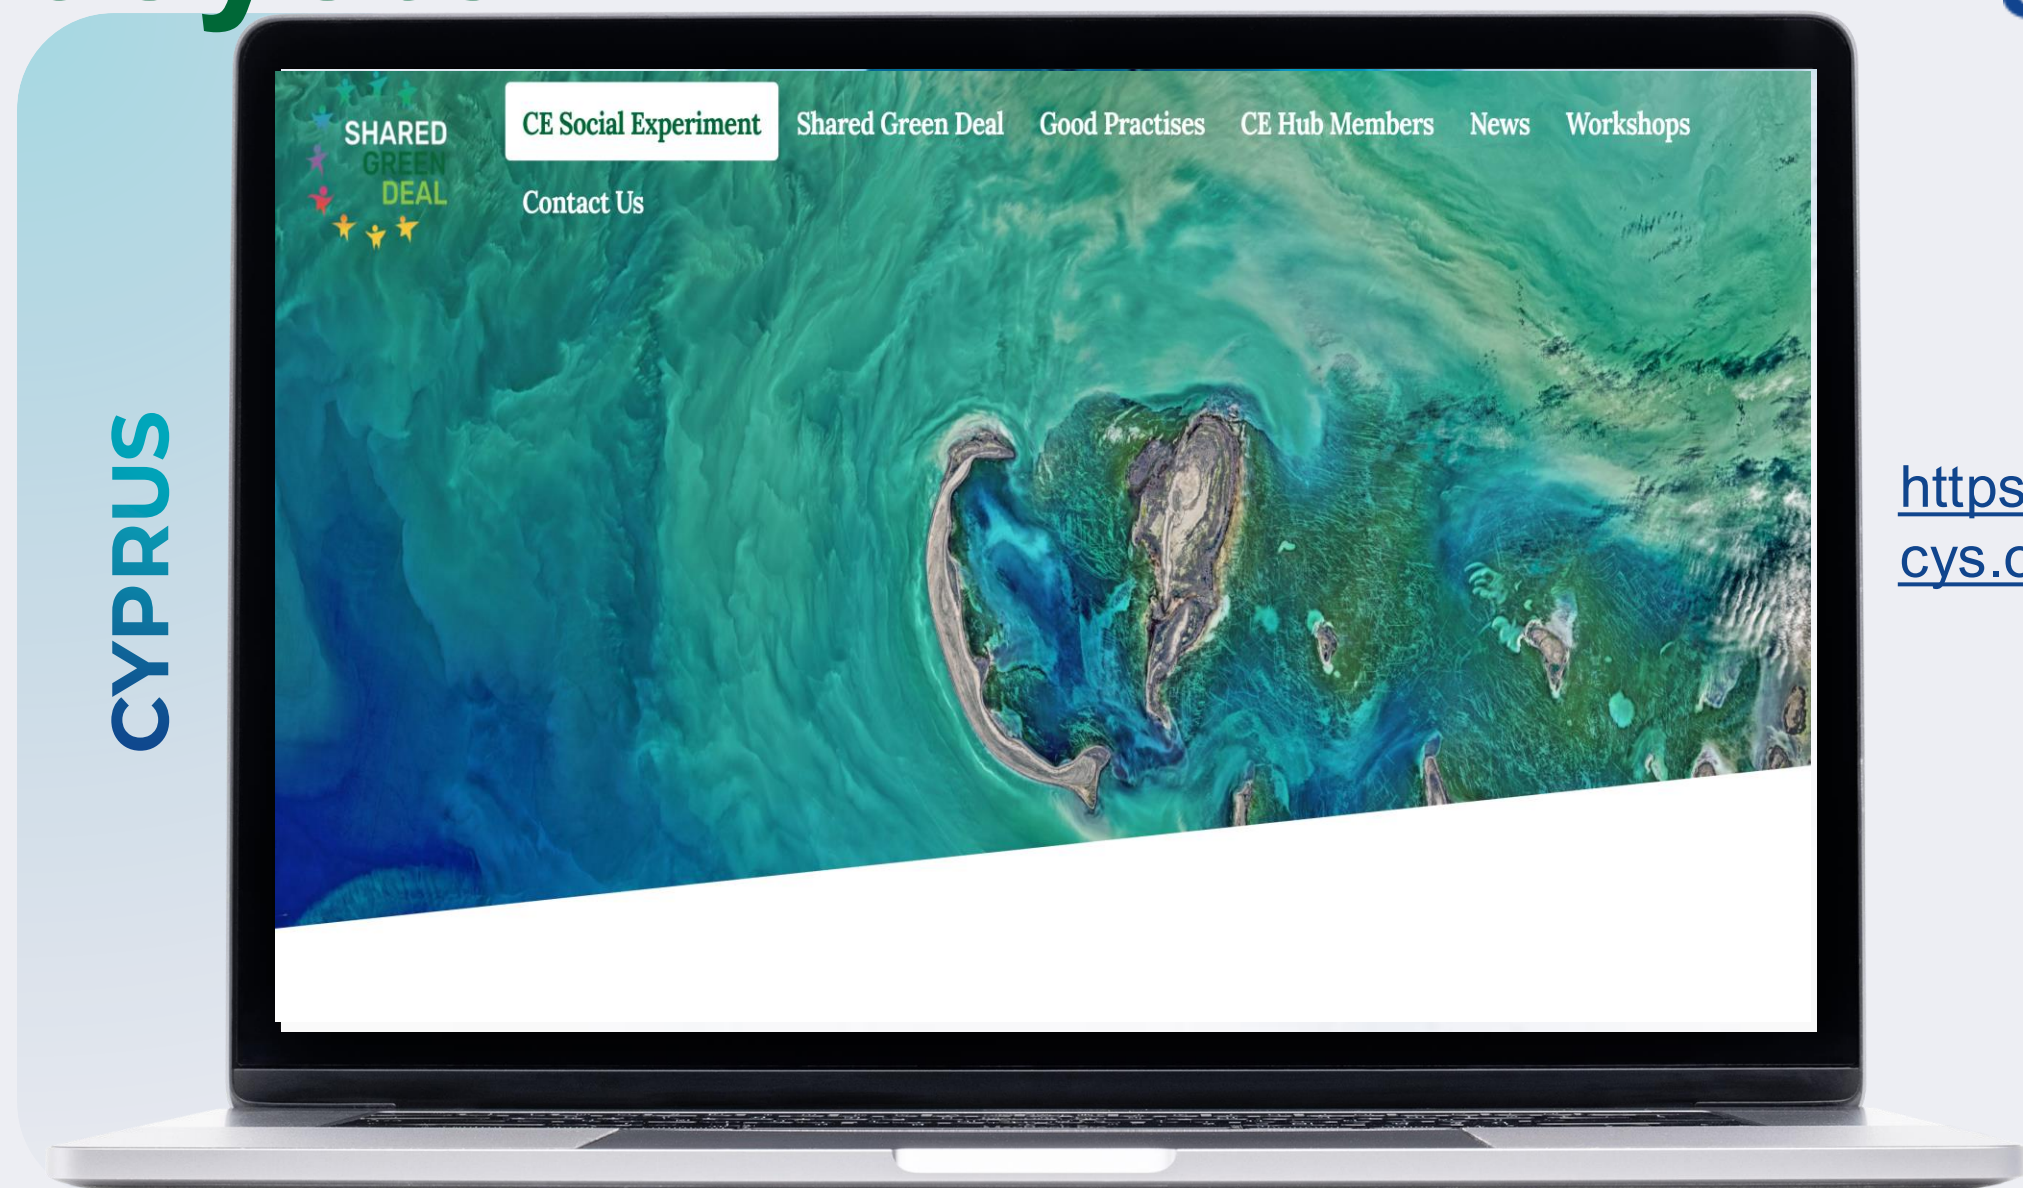 CYPRUS
SHARED
GREEN
DEAL
CE Social Experiment Shared Green Deal Good Practises CE Hub Members News Workshops
Contact Us
https
cys.c